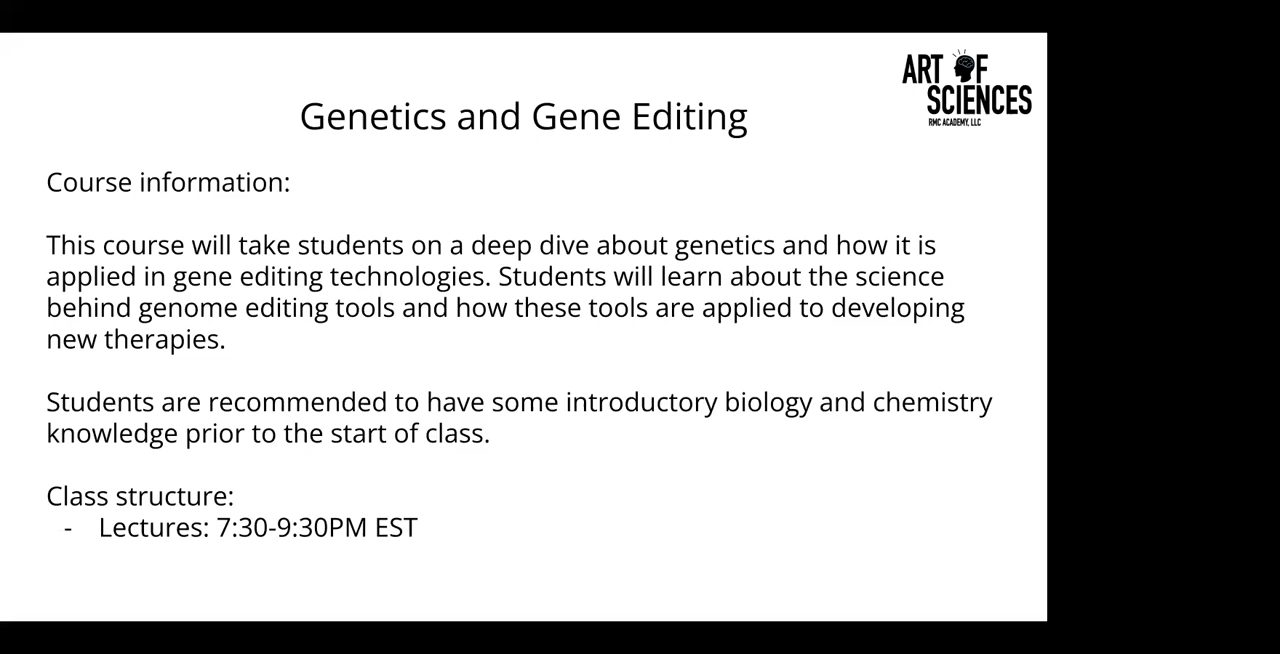 ART OF
SCIENCES
RMC ACADEMY, LLC
Genetics and Gene Editing
Course information:
This course will take students on a deep dive about genetics and how it is
applied in gene editing technologies. Students will learn about the science
behind genome editing tools and how these tools are applied to developing
new therapies.
Students are recommended to have some introductory biology and chemistry
knowledge prior to the start of class.
Class structure:
- Lectures: 7:30-9:30PM EST